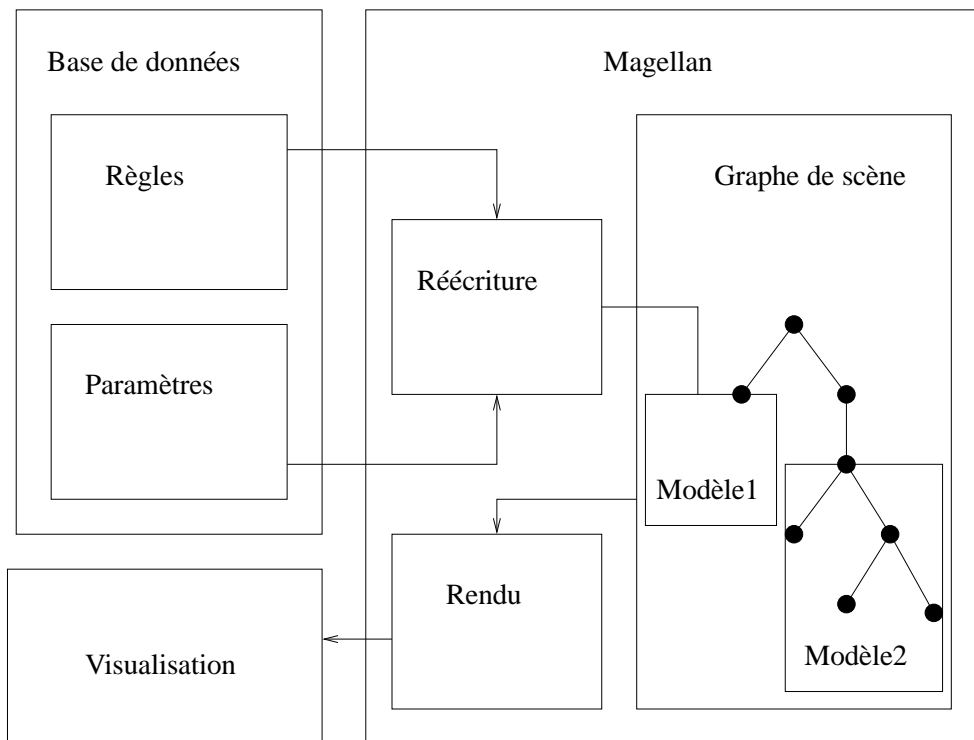 Base de données
Magellan
Règles
Graphe de scène
Réécriture
Paramètres
Modèle1
Rendu
Modèle2
Visualisation